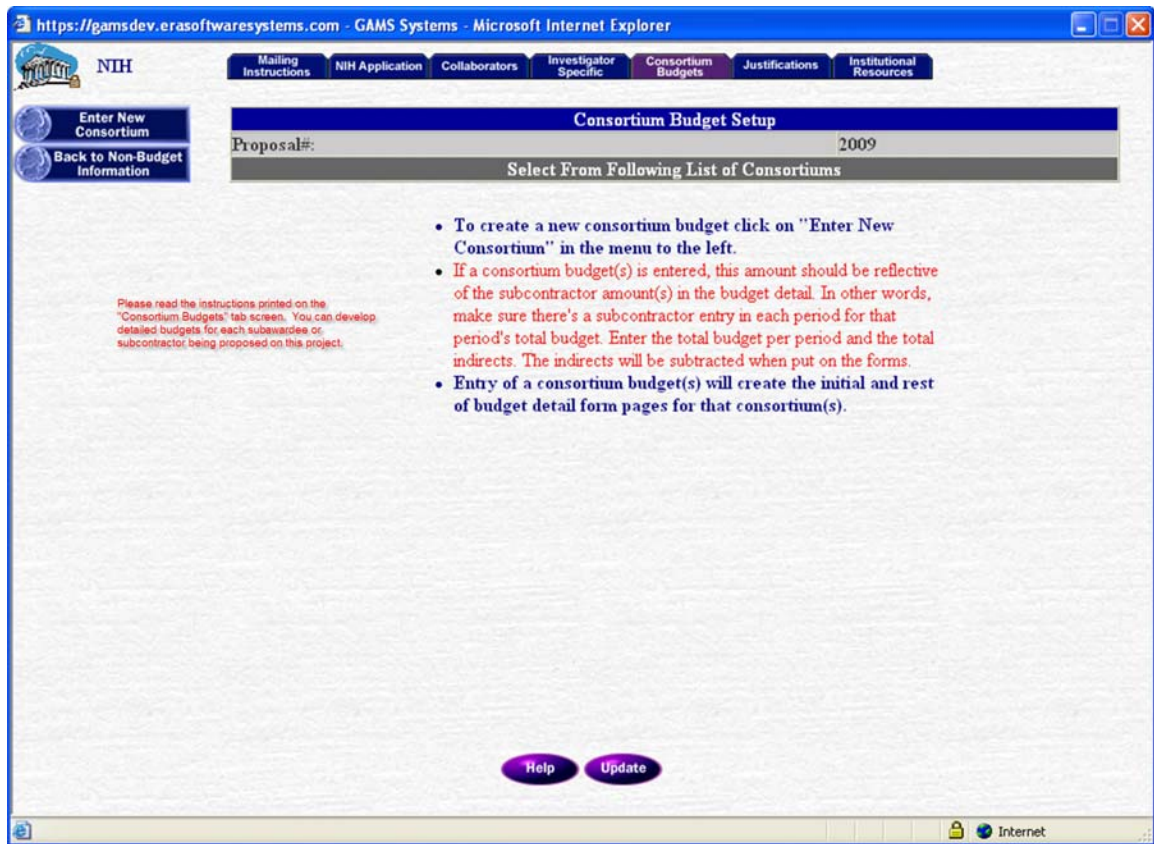 https://gamsdev.erasoftwaresystems.com - GAMS Systems - Microsoft Internet Explorer
NIH
Mailing Instructions
NIH Application
Collaborators
Investigator Specific
Consortium Budgets
Justifications
Institutional Resources
Enter New Consortium
Back to Non-Budget Information
Consortium Budget Setup
Proposal#: 2009
Select From Following List of Consortiums
• To create a new consortium budget click on "Enter New
Consortium" in the menu to the left.
• If a consortium budget(s) is entered, this amount should be reflective
of the subcontractor amount(s) in the budget detail. In other words,
make sure there's a subcontractor entry in each period for that
period's total budget. Enter the total budget per period and the total
indirects. The indirects will be subtracted when put on the forms.
• Entry of a consortium budget(s) will create the initial and rest
of budget detail form pages for that consortium(s).
Please read the instructions printed on the
"Consortium Budgets" tab screen. You can develop
detailed budgets for each subawardee or
subcontractor being proposed on this project.
Help
Update
Internet